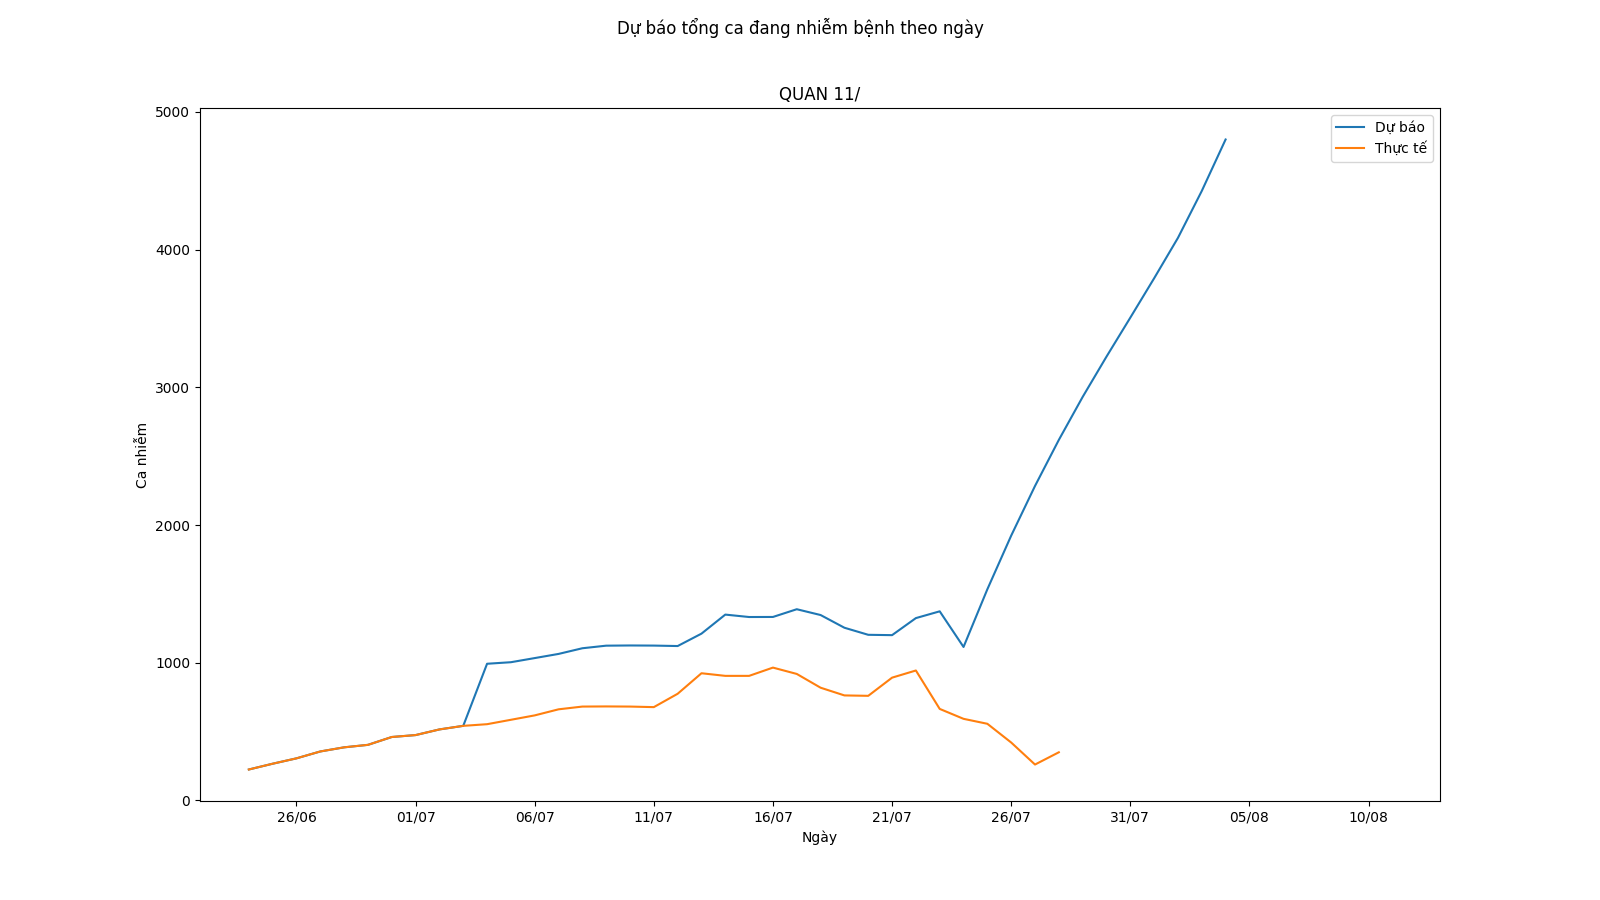 Dự báo tổng ca đang nhiễm bệnh theo ngày
QUAN 11/
Dự báo
Thực tế
5000
4000
3000
2000
1000
0
Ca nhiễm
26/06 01/07 06/07 11/07 16/07 21/07 26/07 31/07 05/08 10/08
Ngày